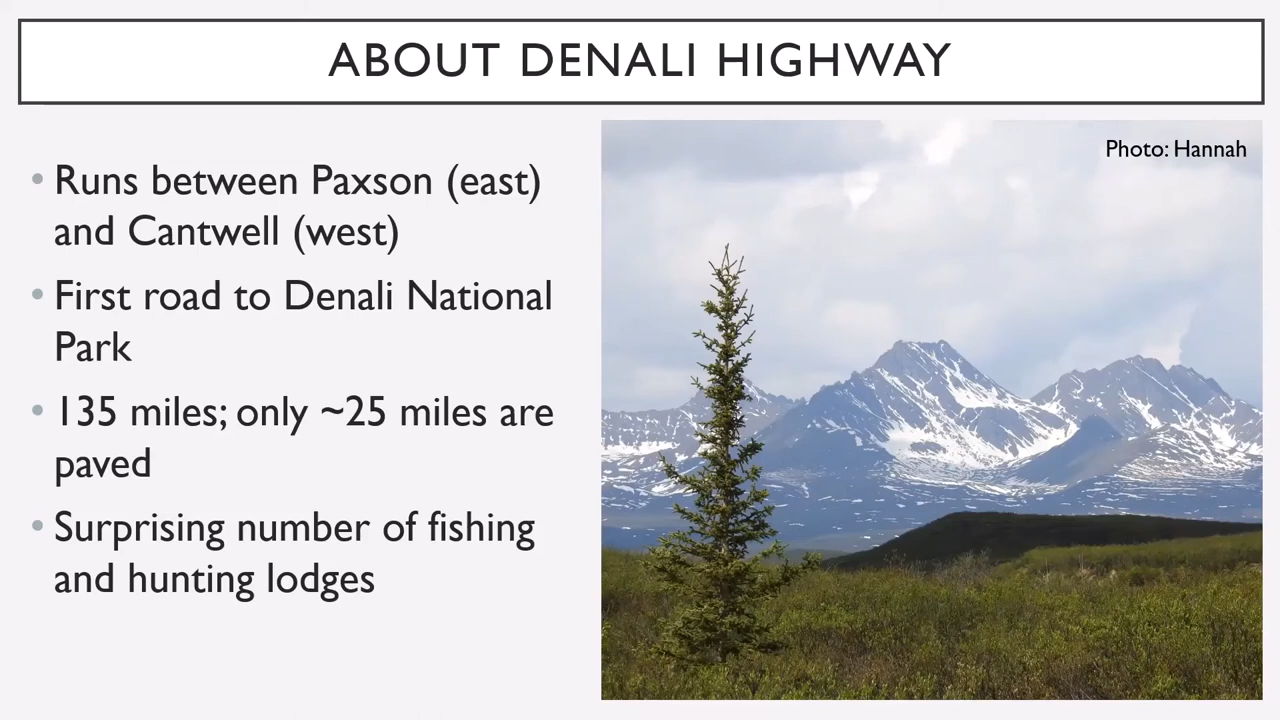 ABOUT DENALI HIGHWAY
• Runs between Paxson (east)
and Cantwell (west)
• First road to Denali National
Park
• 135 miles; only ~25 miles are
paved
• Surprising number of fishing
and hunting lodges
Photo: Hannah